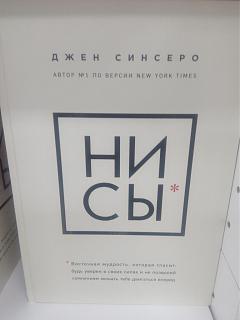 ДЖЕН СИНСЕРО
АВТОР №1 ПО ВЕРСИИ NEW YORK TIMES
НИ
СЫ*
* Восточная мудрость, которая гласит:
будь уверен в своих силах и не позволяй
сомнениям мешать тебе двигаться вперед